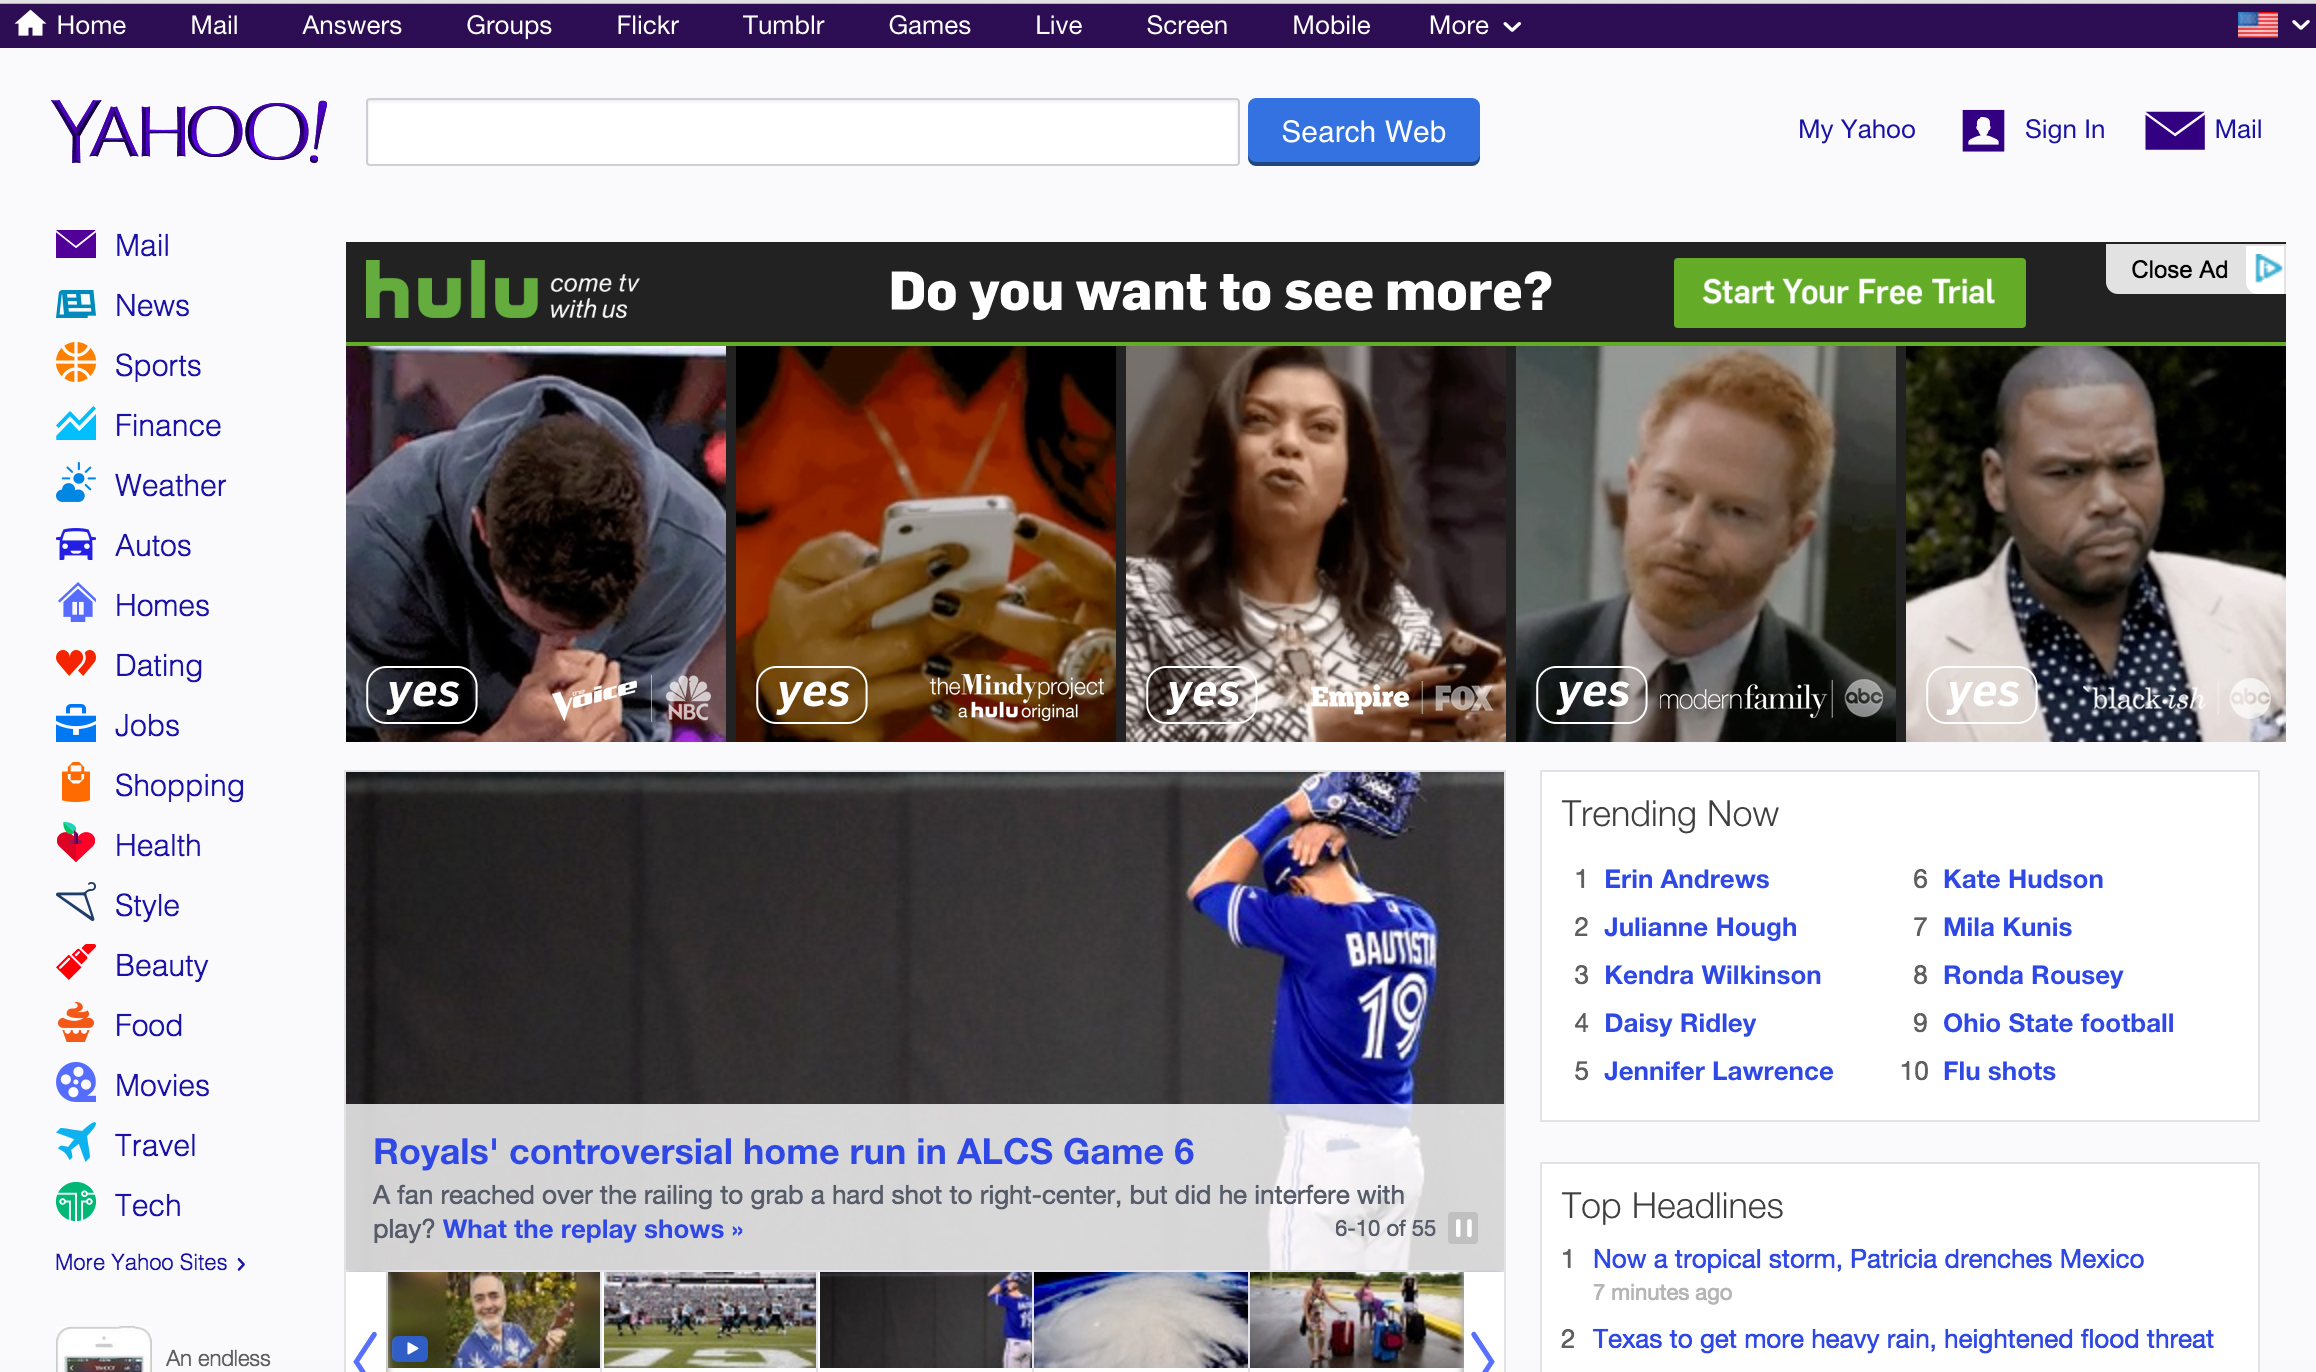 Home Mail Answers Groups Flickr Tumblr Games Live Screen Mobile More
YAHOO!
Search Web
My Yahoo Sign In Mail
Mail
News
Sports
Finance
Weather
Autos
Homes
Dating
Jobs
Shopping
Health
Style
Beauty
Food
Movies
Travel
Tech
More Yahoo Sites >
An endless
hulu come tv
with us
Do you want to see more?
Start Your Free Trial
Close Ad
yes the Voice NBC
yes the Mindy project
a hulu original
yes Empire FOX
yes modern family abc
yes black-ish abc
BAUTISTA
19
Royals' controversial home run in ALCS Game 6
A fan reached over the railing to grab a hard shot to right-center, but did he interfere with
play? What the replay shows »
6-10 of 55
Trending Now
1 Erin Andrews
2 Julianne Hough
3 Kendra Wilkinson
4 Daisy Ridley
5 Jennifer Lawrence
6 Kate Hudson
7 Mila Kunis
8 Ronda Rousey
9 Ohio State football
10 Flu shots
Top Headlines
1 Now a tropical storm, Patricia drenches Mexico
7 minutes ago
2 Texas to get more heavy rain, heightened flood threat